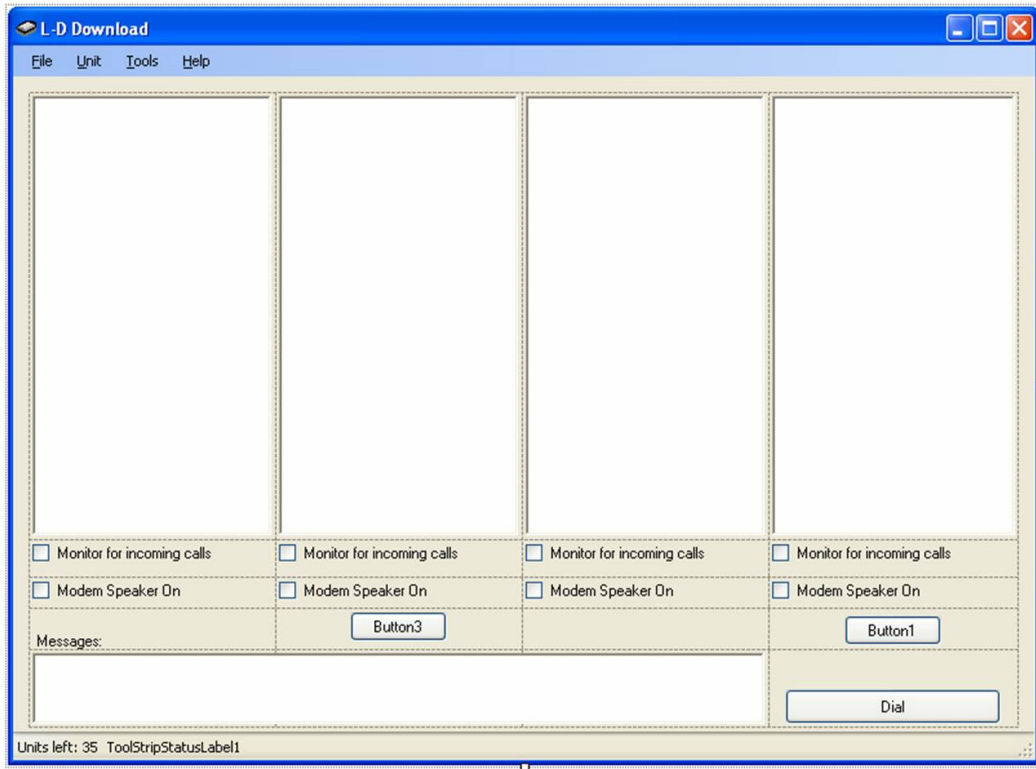 L-D Download
File Unit Tools Help
Monitor for incoming calls Monitor for incoming calls Monitor for incoming calls Monitor for incoming calls
Modem Speaker On Modem Speaker On Modem Speaker On Modem Speaker On
Messages: Button3 Button1
Dial
Units left: 35 ToolStripStatusLabel1